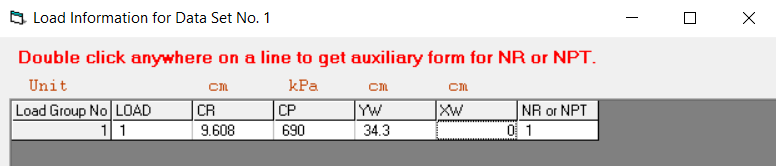 Load Information for Data Set No. 1
Double click anywhere on a line to get auxiliary form for NR or NPT.
Unit cm kPa cm cm
Load Group No LOAD CR CP YW XW NR or NPT
1 1 9.608 690 34.3 0 1